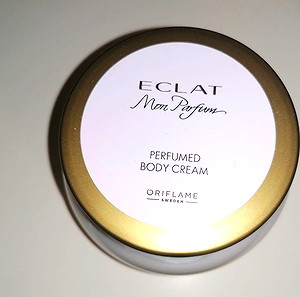 ECLAT
Mon Parfum
PERFUMED
BODY CREAM
ORIFLAME
SWEDEN